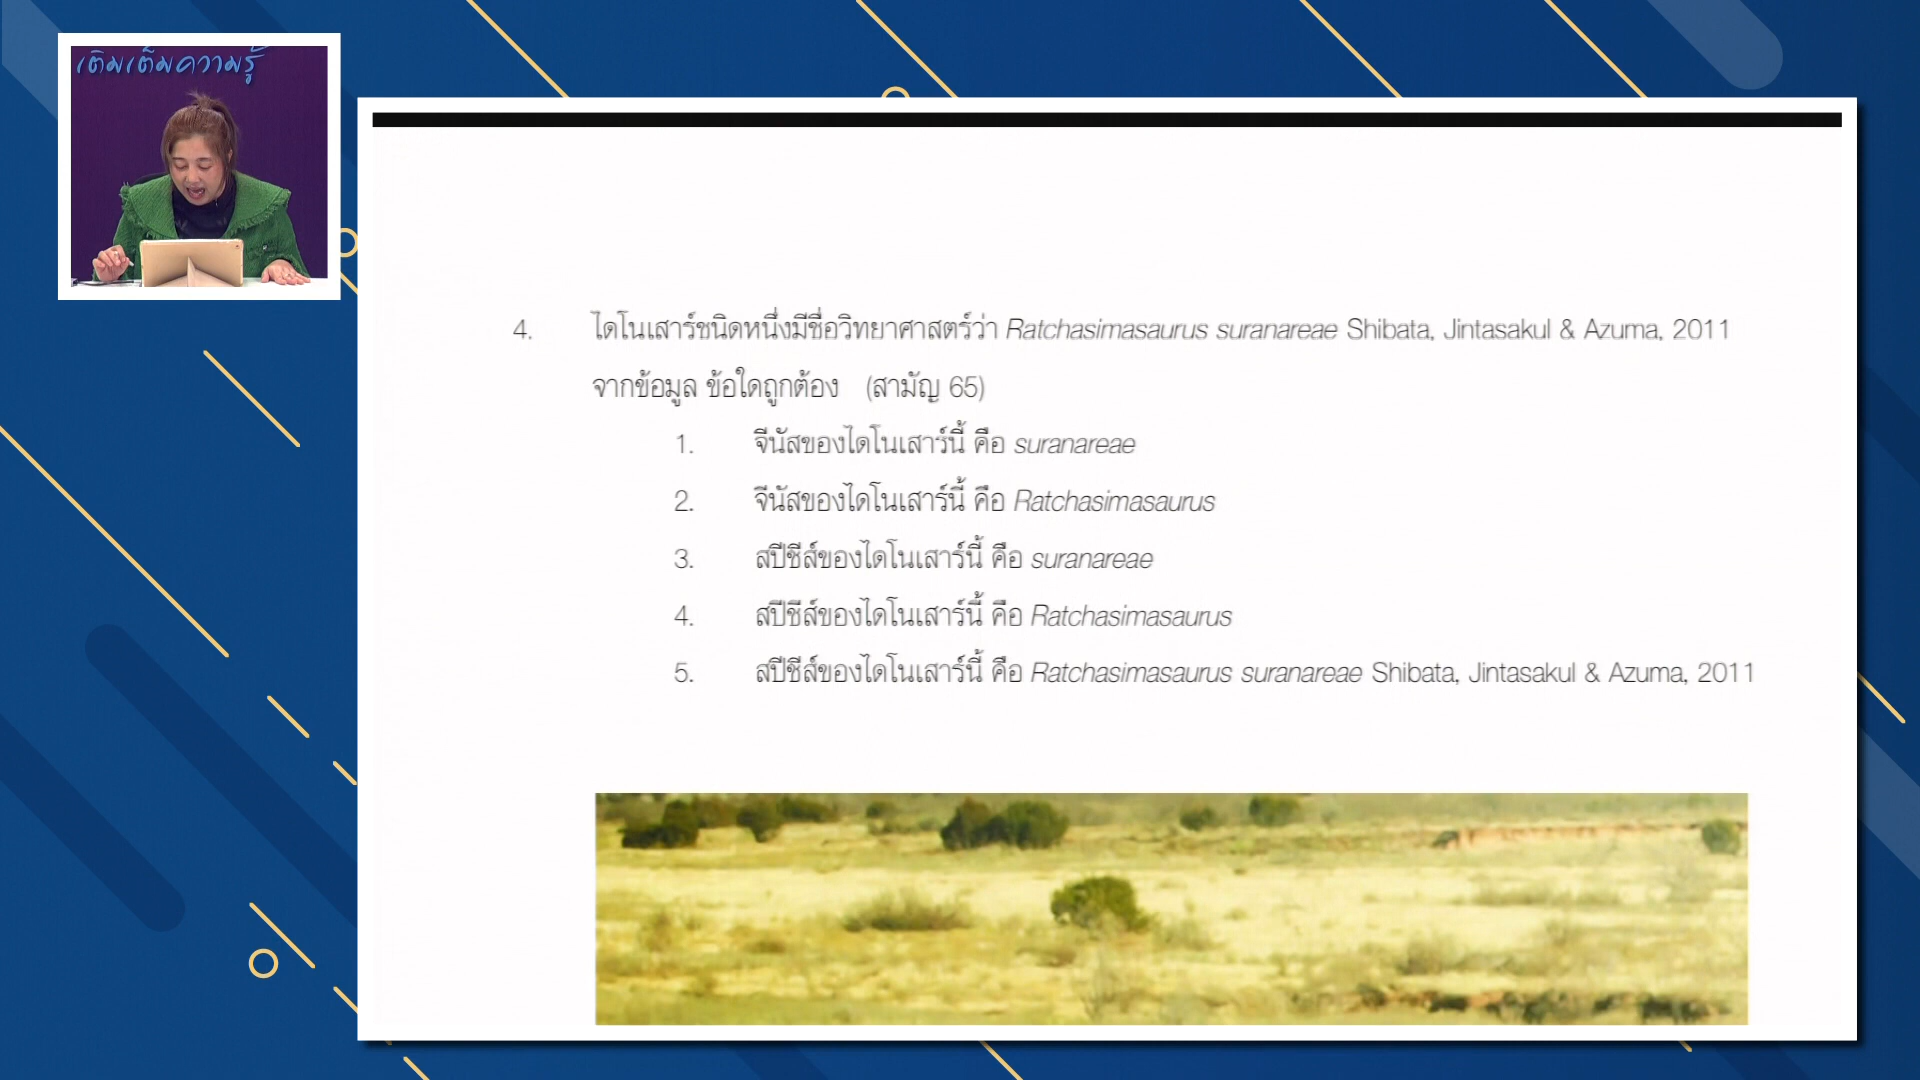 เติมเต็มความรู้
4. ไดโนเสาร์ชนิดหนึ่งมีชื่อวิทยาศาสตร์ว่า Ratchasimasaurus suranareae Shibata, Jintasakul & Azuma, 2011
จากข้อมูล ข้อใดถูกต้อง (สามัญ 65)
1. จีนัสของไดโนเสาร์นี้ คือ suranareae
2. จีนัสของไดโนเสาร์นี้ คือ Ratchasimasaurus
3. สปีชีส์ของไดโนเสาร์นี้ คือ suranareae
4. สปีชีส์ของไดโนเสาร์นี้ คือ Ratchasimasaurus
5. สปีชีส์ของไดโนเสาร์นี้ คือ Ratchasimasaurus suranareae Shibata, Jintasakul & Azuma, 2011